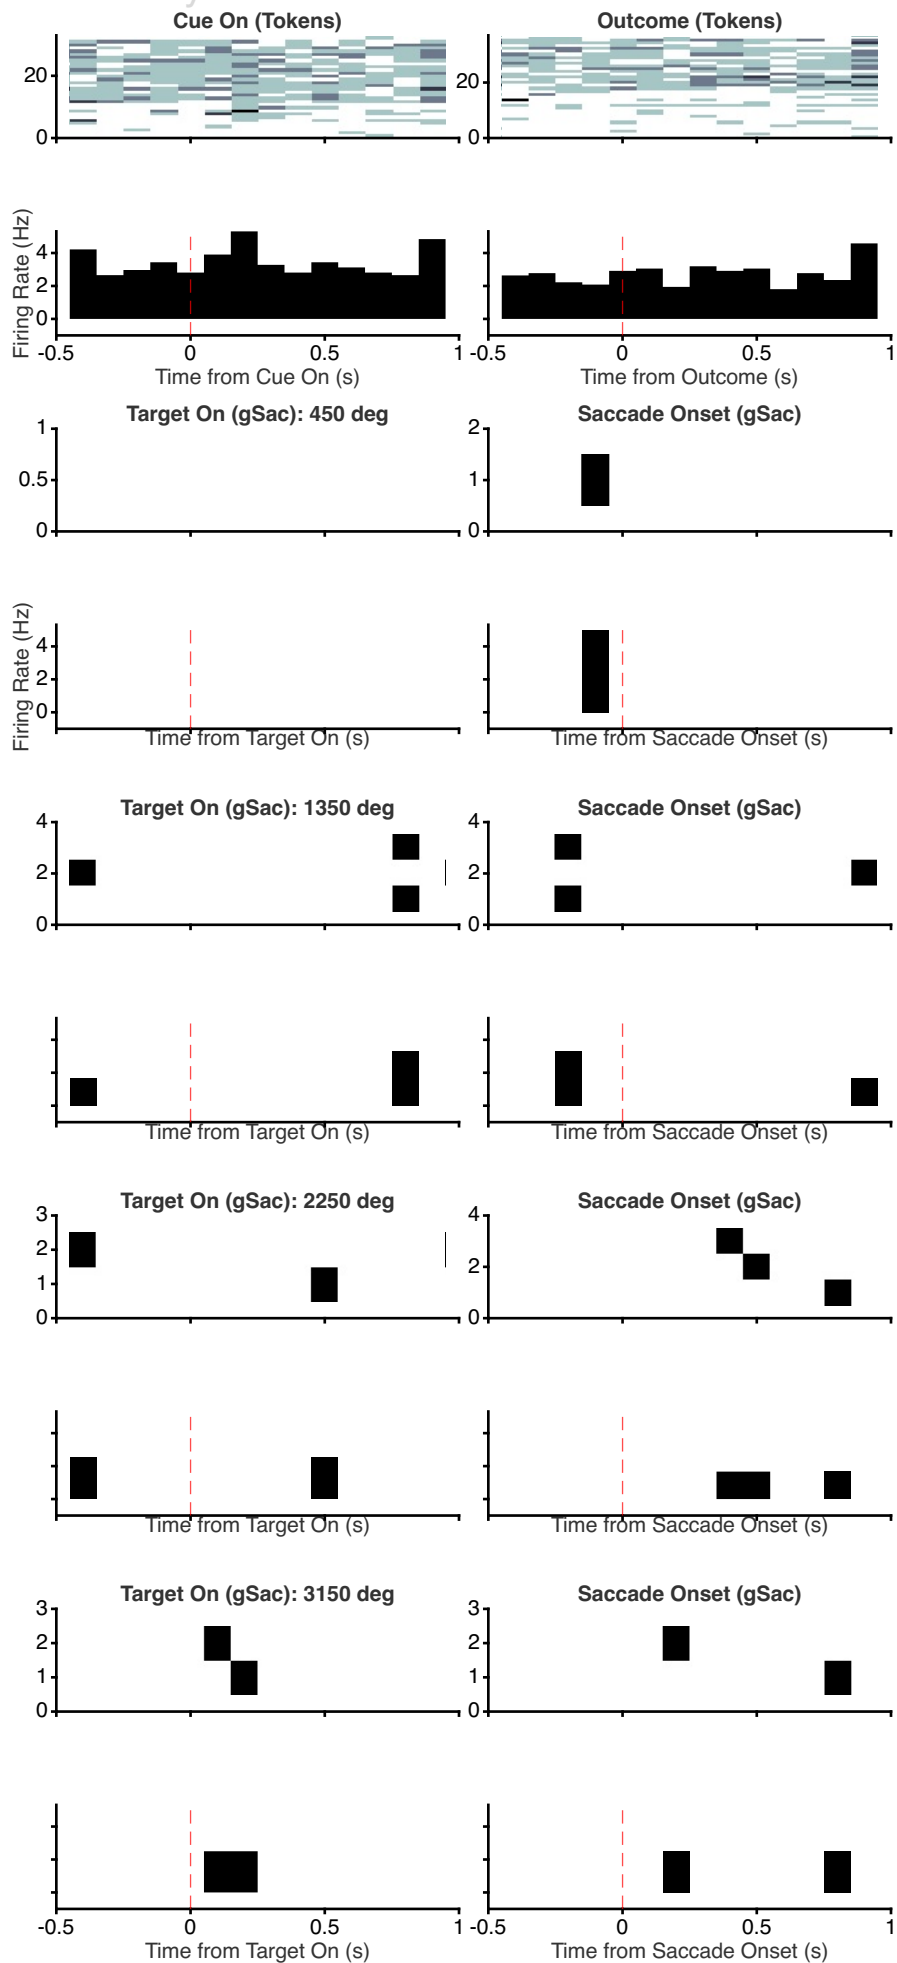 Cue On (Tokens) Outcome (Tokens)
20 20
0 0
Firing Rate (Hz)
4 4
2 2
0 0
-0.5 0 0.5 1 -0.5 0 0.5 1
Time from Cue On (s) Time from Outcome (s)
Target On (gSac): 450 deg Saccade Onset (gSac)
1 2
0.5 1
0 0
Firing Rate (Hz)
4
2
0
Time from Target On (s) Time from Saccade Onset (s)
Target On (gSac): 1350 deg Saccade Onset (gSac)
4 4
2 2
0 0
Time from Target On (s) Time from Saccade Onset (s)
Target On (gSac): 2250 deg Saccade Onset (gSac)
3 4
2 2
1
0 0
Time from Target On (s) Time from Saccade Onset (s)
Target On (gSac): 3150 deg Saccade Onset (gSac)
3 3
2 2
1 1
0 0
-0.5 0 0.5 1 -0.5 0 0.5 1
Time from Target On (s) Time from Saccade Onset (s)